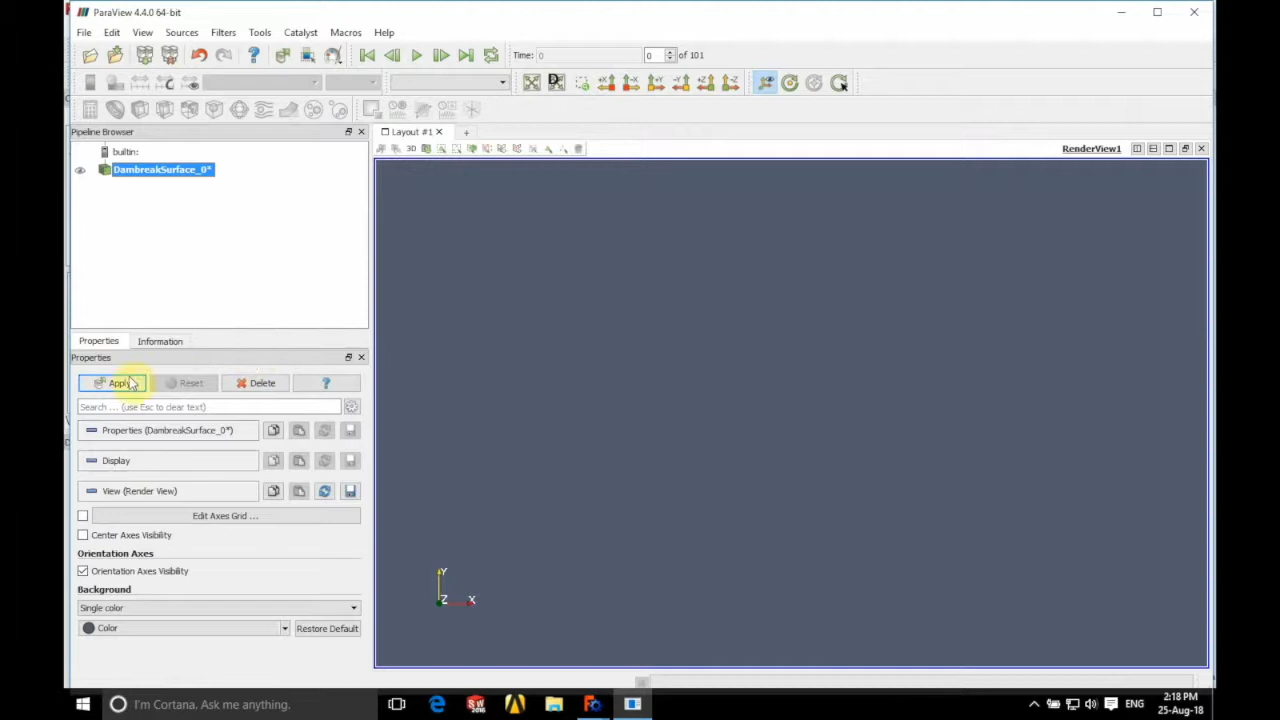 ParaView 4.4.0 64-bit
File Edit View Sources Filters Tools Catalyst Macros Help
Time: 0 0 of 101
D +X -X +Y -Y +Z -Z
Pipeline Browser
Layout #1 +
builtin:
3D
RenderView1
DambreakSurface_0*
Properties Information
Properties
Apply Reset Delete ?
Search ... (use Esc to clear text)
Properties (DambreakSurface_0*)
Display
View (Render View)
Edit Axes Grid ...
Center Axes Visibility
Orientation Axes
Orientation Axes Visibility
Background
Single color
Color Restore Default
Y
Z X
I'm Cortana. Ask me anything.
SW
2016
ENG
2:18 PM
25-Aug-18